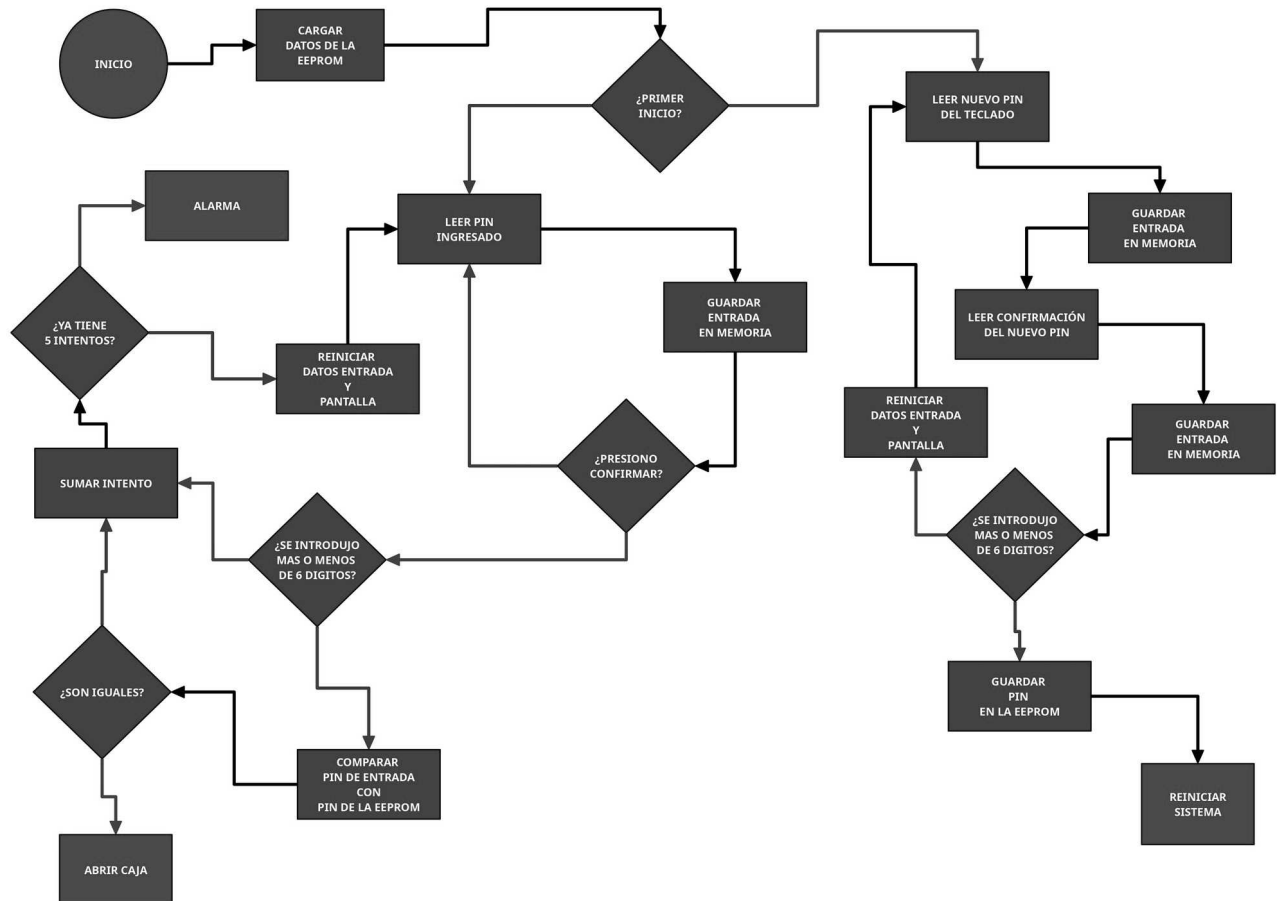 INICIO
CARGAR
DATOS DE LA
EEPROM
¿PRIMER
INICIO?
LEER NUEVO PIN
DEL TECLADO
GUARDAR
ENTRADA
EN MEMORIA
LEER CONFIRMACIÓN
DEL NUEVO PIN
GUARDAR
ENTRADA
EN MEMORIA
¿SE INTRODUJO
MAS O MENOS
DE 6 DIGITOS?
REINICIAR
DATOS ENTRADA
Y
PANTALLA
GUARDAR
PIN
EN LA EEPROM
REINICIAR
SISTEMA
LEER PIN
INGRESADO
GUARDAR
ENTRADA
EN MEMORIA
¿PRESIONO
CONFIRMAR?
¿SE INTRODUJO
MAS O MENOS
DE 6 DIGITOS?
COMPARAR
PIN DE ENTRADA
CON
PIN DE LA EEPROM
¿SON IGUALES?
ABRIR CAJA
SUMAR INTENTO
¿YA TIENE
5 INTENTOS?
ALARMA
REINICIAR
DATOS ENTRADA
Y
PANTALLA